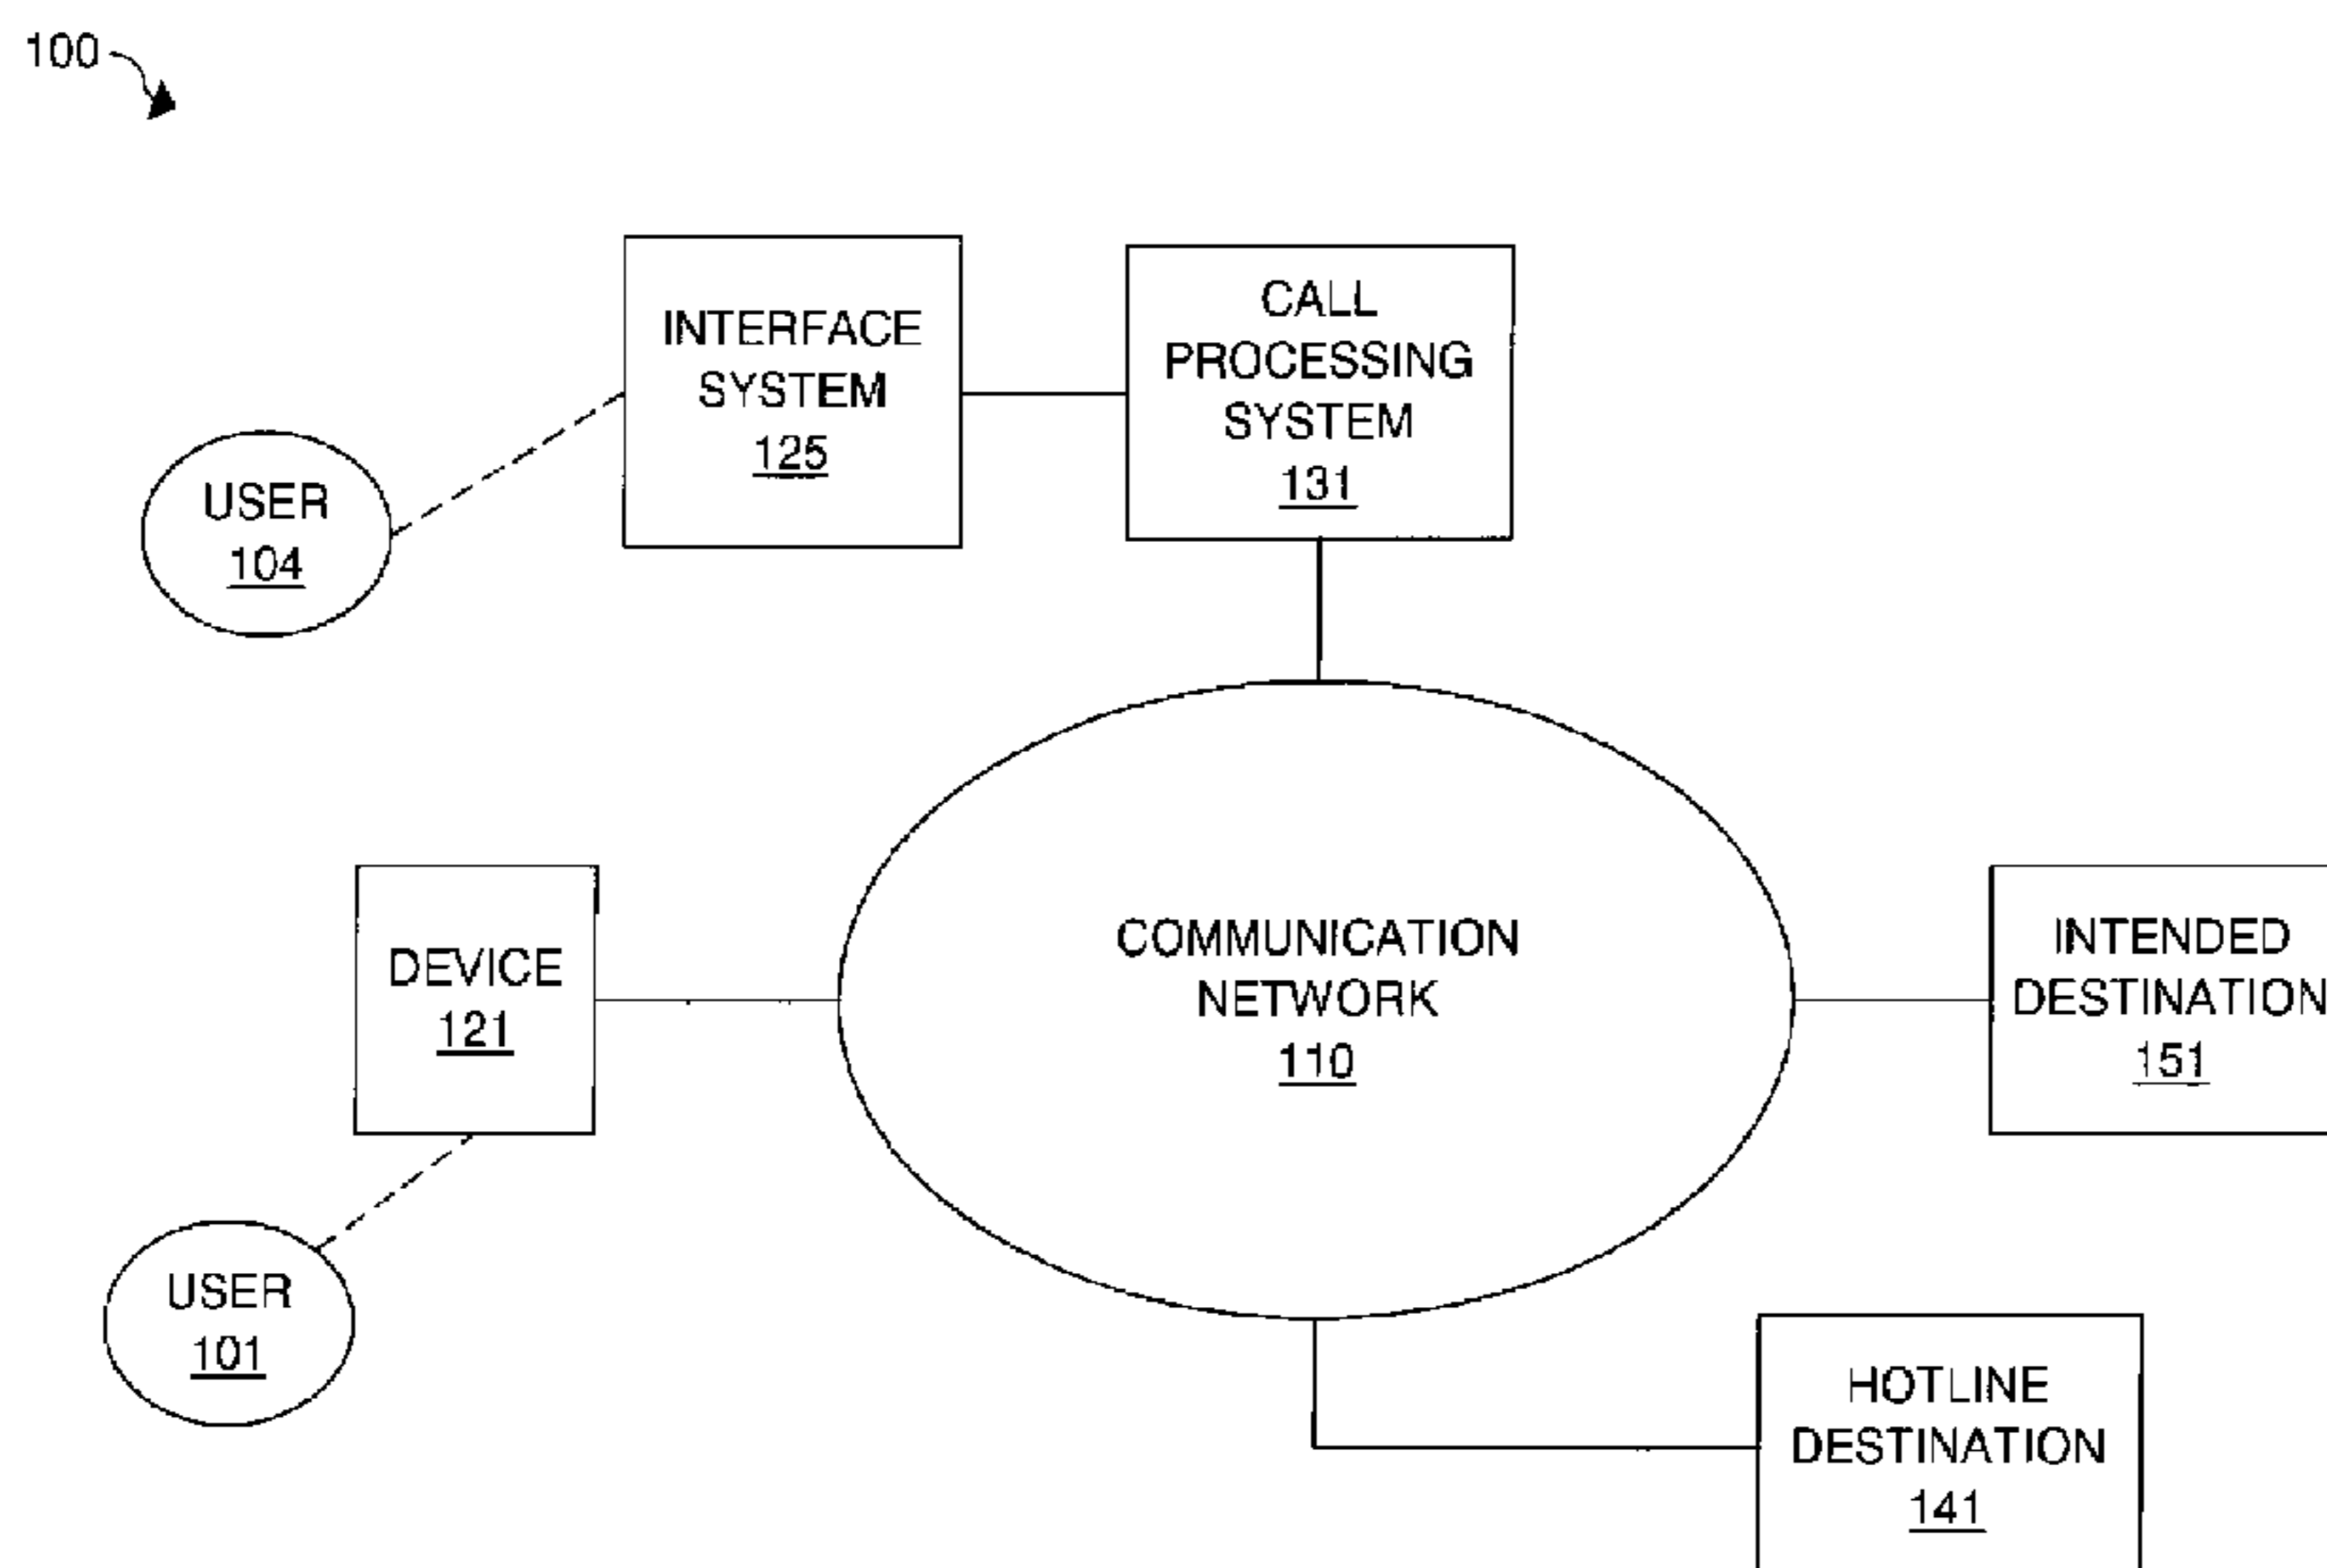 100
INTERFACE
SYSTEM
125
CALL
PROCESSING
SYSTEM
131
USER
104
COMMUNICATION
NETWORK
110
DEVICE
121
INTENDED
DESTINATION
151
USER
101
HOTLINE
DESTINATION
141